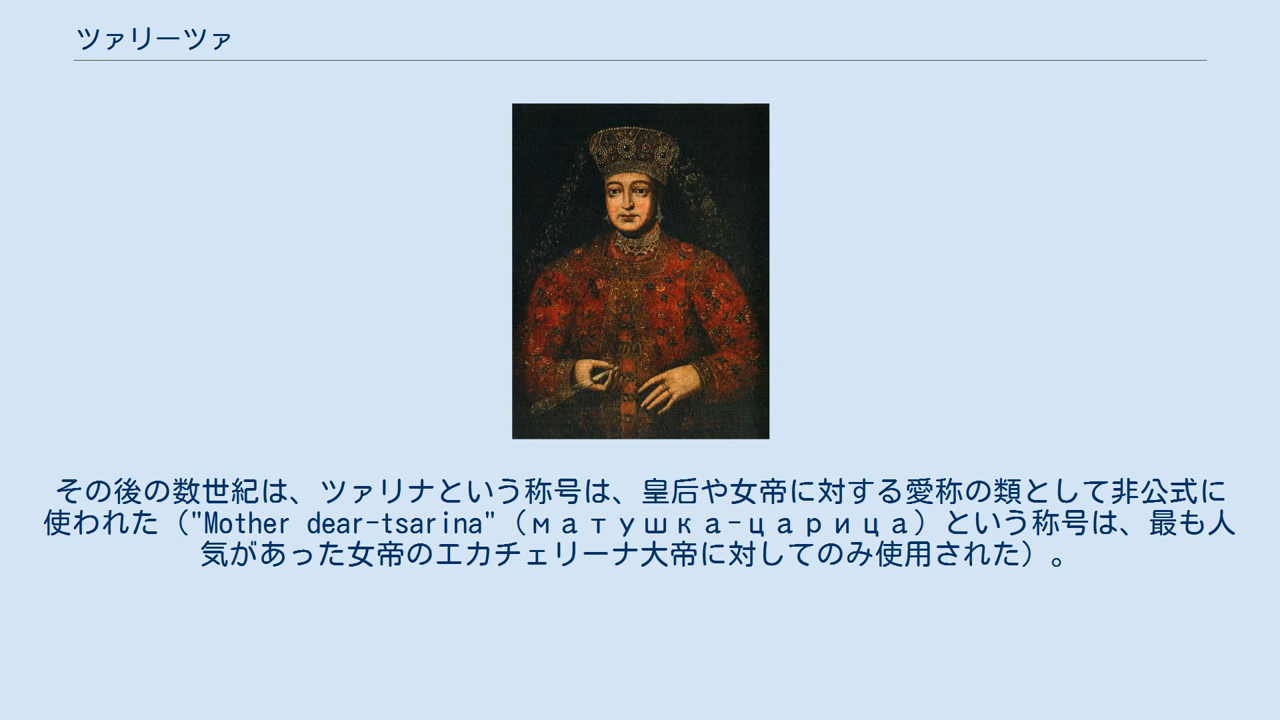 ツァリーツァ
その後の数世紀は、ツァリナという称号は、皇后や女帝に対する愛称の類として非公式に
使われた（"Mother dear-tsarina"（матушка-царица）という称号は、最も人
気があった女帝のエカチェリーナ大帝に対してのみ使用された）。